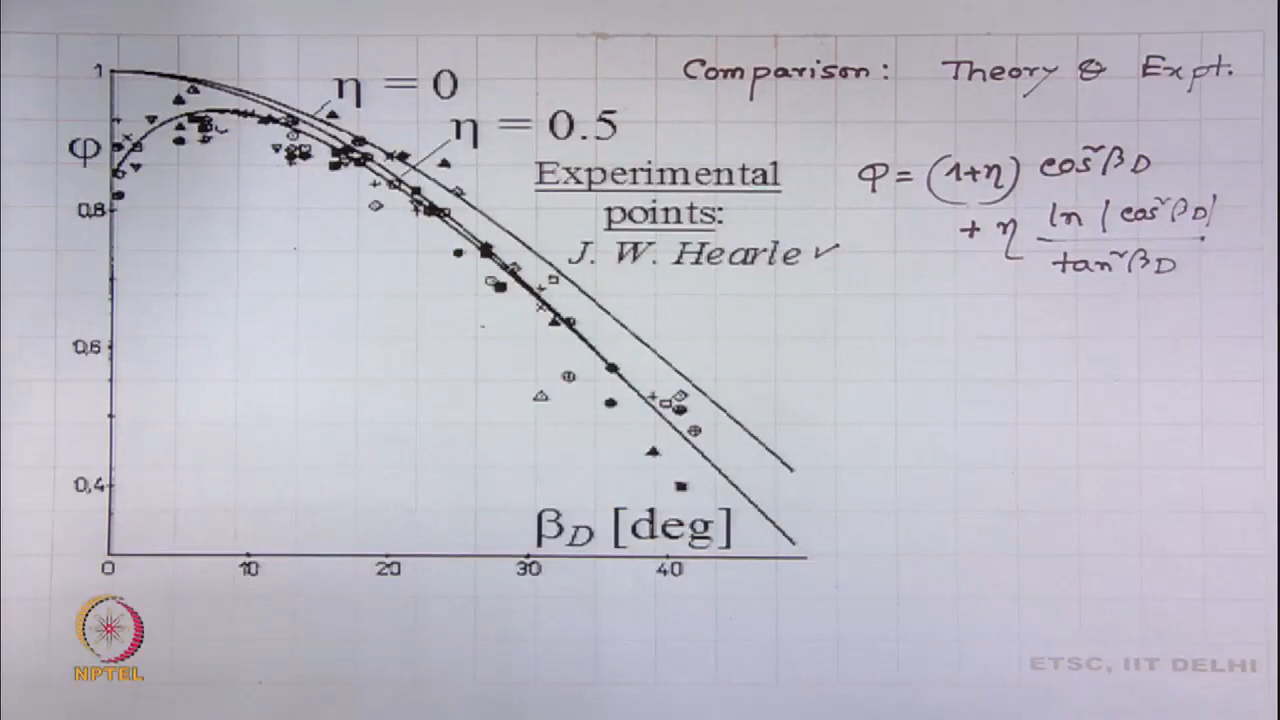 Comparison: Theory & Expt.
η = 0
η = 0.5
Experimental
points:
J. W. Hearle ✓
φ = (1+η) cos²βD
+ η ln|cos²βD|
tan²βD
φ
1
0,8
0,6
0,4
βD [deg]
0 10 20 30 40
NPTEL
ETSC, IIT DELHI